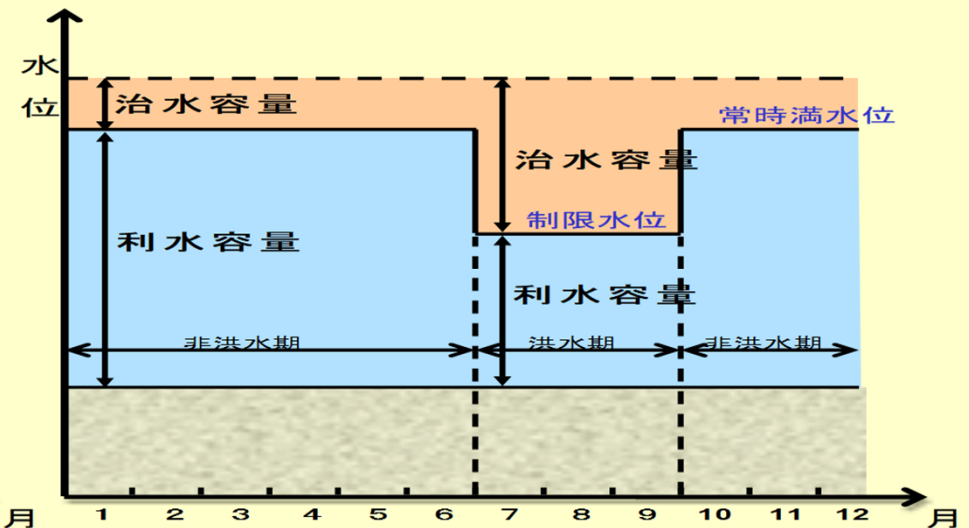 水位
治水容量
常時満水位
治水容量
制限水位
利水容量
利水容量
非洪水期
洪水期
非洪水期
月 1 2 3 4 5 6 7 8 9 10 11 12 月